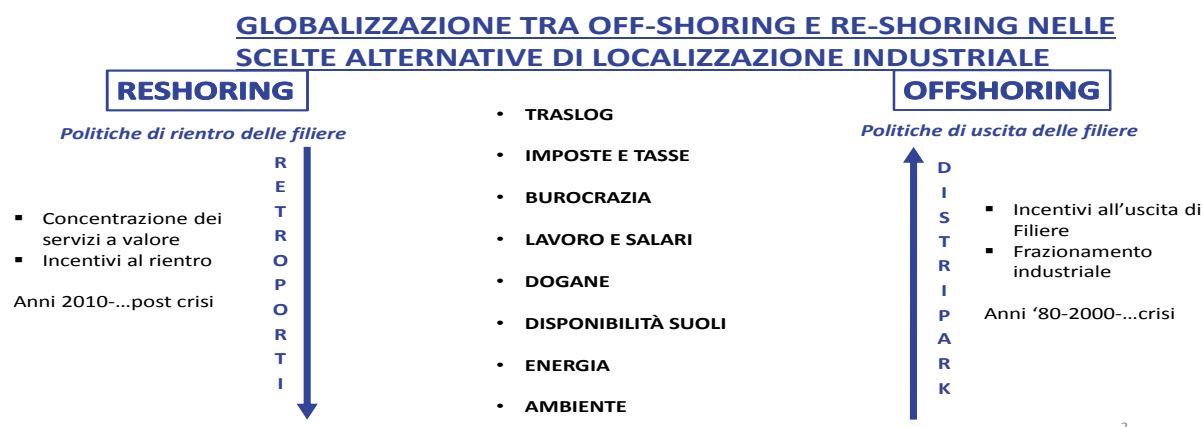 GLOBALIZZAZIONE TRA OFF-SHORING E RE-SHORING NELLE
SCELTE ALTERNATIVE DI LOCALIZZAZIONE INDUSTRIALE
RESHORING
Politiche di rientro delle filiere
RETROPORTI
▪ Concentrazione dei
servizi a valore
▪ Incentivi al rientro
Anni 2010-...post crisi
• TRASLOG
• IMPOSTE E TASSE
• BUROCRAZIA
• LAVORO E SALARI
• DOGANE
• DISPONIBILITÀ SUOLI
• ENERGIA
• AMBIENTE
OFFSHORING
Politiche di uscita delle filiere
DISTRIPARK
▪ Incentivi all’uscita di
Filiere
▪ Frazionamento
industriale
Anni ‘80-2000-...crisi